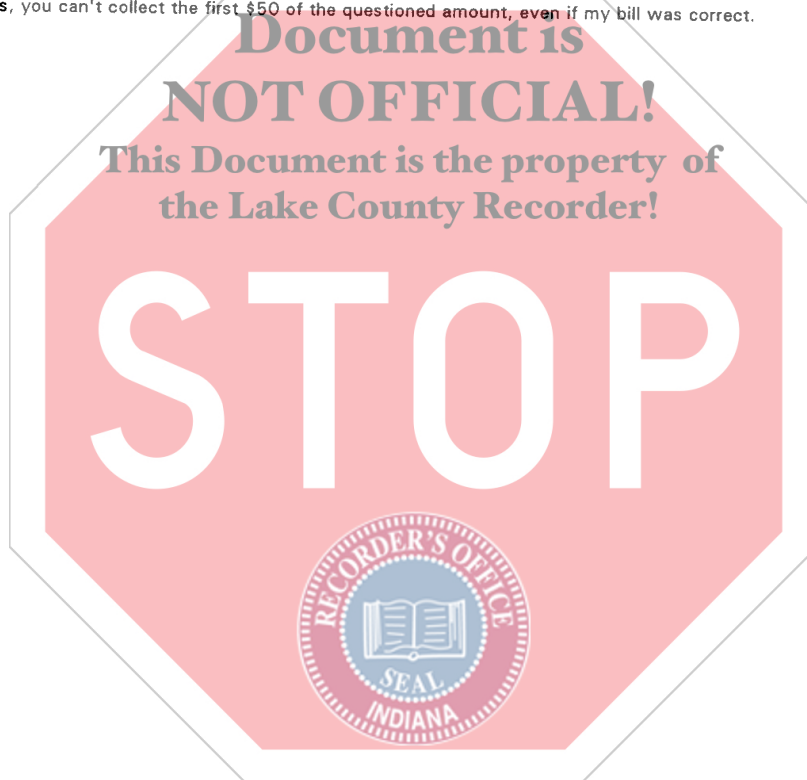 s, you can't collect the first $50 of the questioned amount, even if my bill was correct.
Document is
NOT OFFICIAL!
This Document is the property of
the Lake County Recorder!
STOP
RECORDER'S OFFICE
SEAL
INDIANA